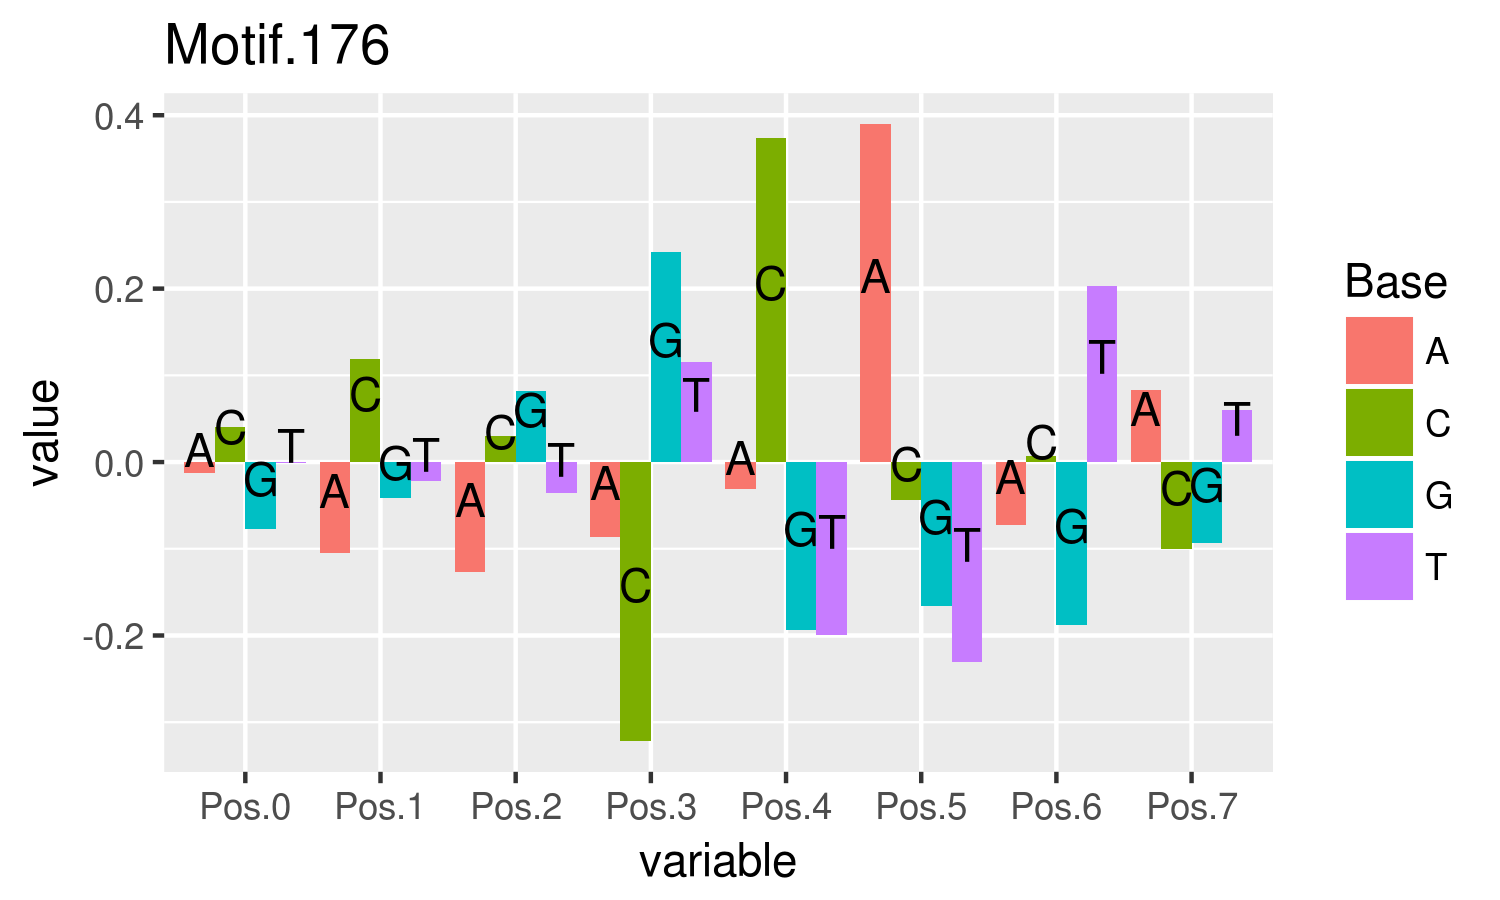 Motif.176
0.4
0.2
0.0
-0.2
value
A C G T A C G T A C G T A C G T A C G T A C G T A C G T A C G T
Pos.0 Pos.1 Pos.2 Pos.3 Pos.4 Pos.5 Pos.6 Pos.7
variable
Base
A
C
G
T